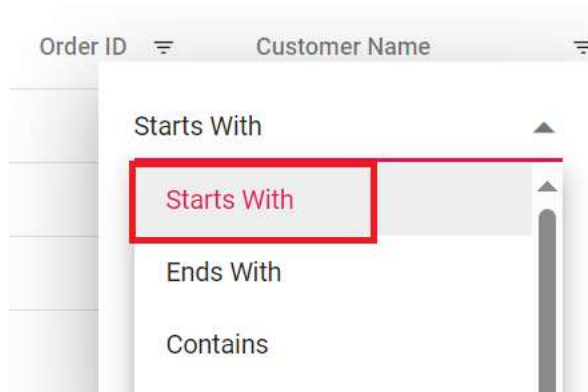 Order ID Customer Name
Starts With
Starts With
Ends With
Contains